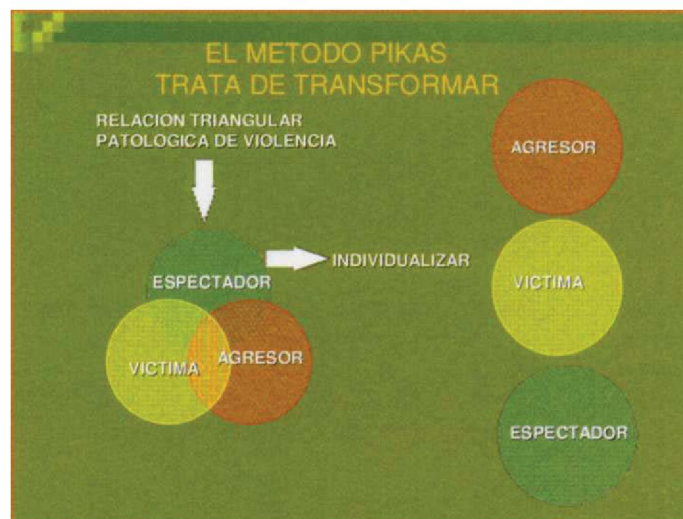 EL METODO PIKAS
TRATA DE TRANSFORMAR
RELACION TRIANGULAR
PATOLOGICA DE VIOLENCIA
ESPECTADOR
INDIVIDUALIZAR
VICTIMA
AGRESOR
AGRESOR
VICTIMA
ESPECTADOR